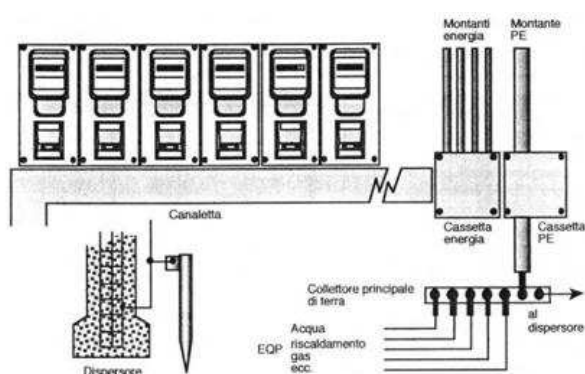 Montanti
energia
Montante
PE
Canaletta
Cassetta
energia
Cassetta
PE
Collettore principale
di terra
al
dispersore
Acqua
riscaldamento
EQP
gas
ecc.
Dispersore